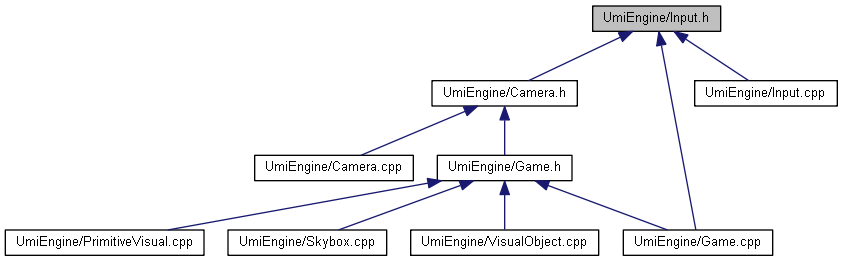 UmiEngine/Input.h
UmiEngine/Camera.h
UmiEngine/Input.cpp
UmiEngine/Camera.cpp
UmiEngine/Game.h
UmiEngine/PrimitiveVisual.cpp
UmiEngine/Skybox.cpp
UmiEngine/VisualObject.cpp
UmiEngine/Game.cpp